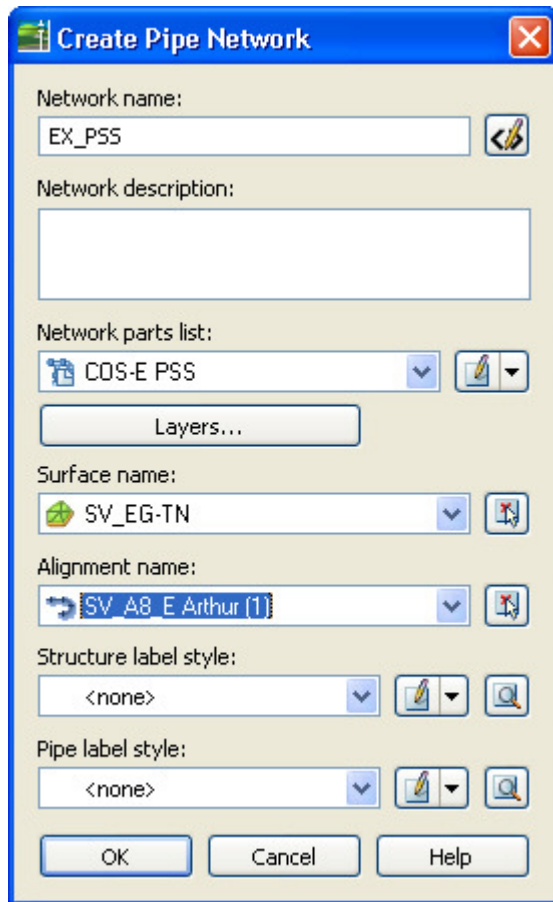 Create Pipe Network
Network name:
EX_PSS
Network description:
Network parts list:
COS-E PSS
Layers...
Surface name:
SV_EG-TN
Alignment name:
SV_A8_E Arthur (1)
Structure label style:
<none>
Pipe label style:
<none>
OK Cancel Help